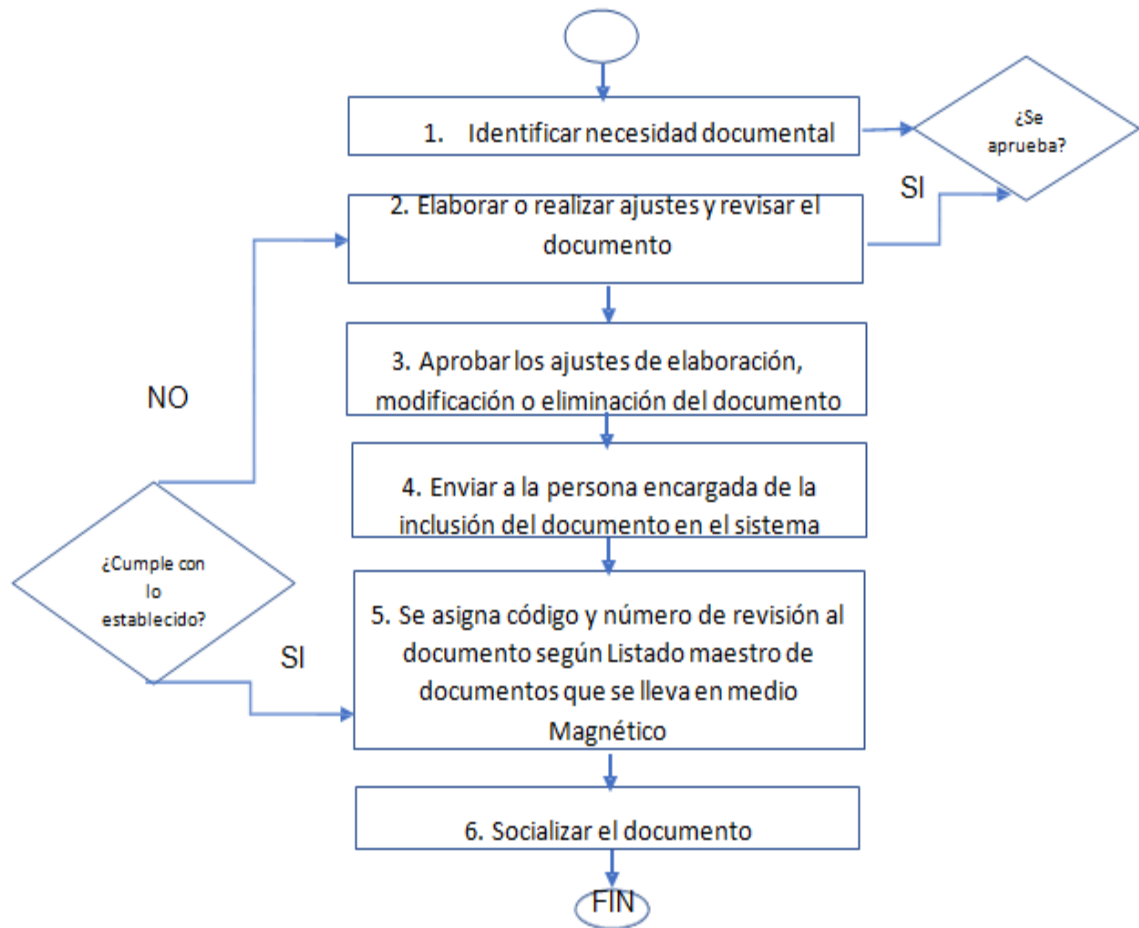 1. Identificar necesidad documental
¿Se
aprueba?
SI
2. Elaborar o realizar ajustes y revisar el
documento
3. Aprobar los ajustes de elaboración,
modificación o eliminación del documento
NO
4. Enviar a la persona encargada de la
inclusión del documento en el sistema
¿Cumple con
lo
establecido?
SI
5. Se asigna código y número de revisión al
documento según Listado maestro de
documentos que se lleva en medio
Magnético
6. Socializar el documento
FIN